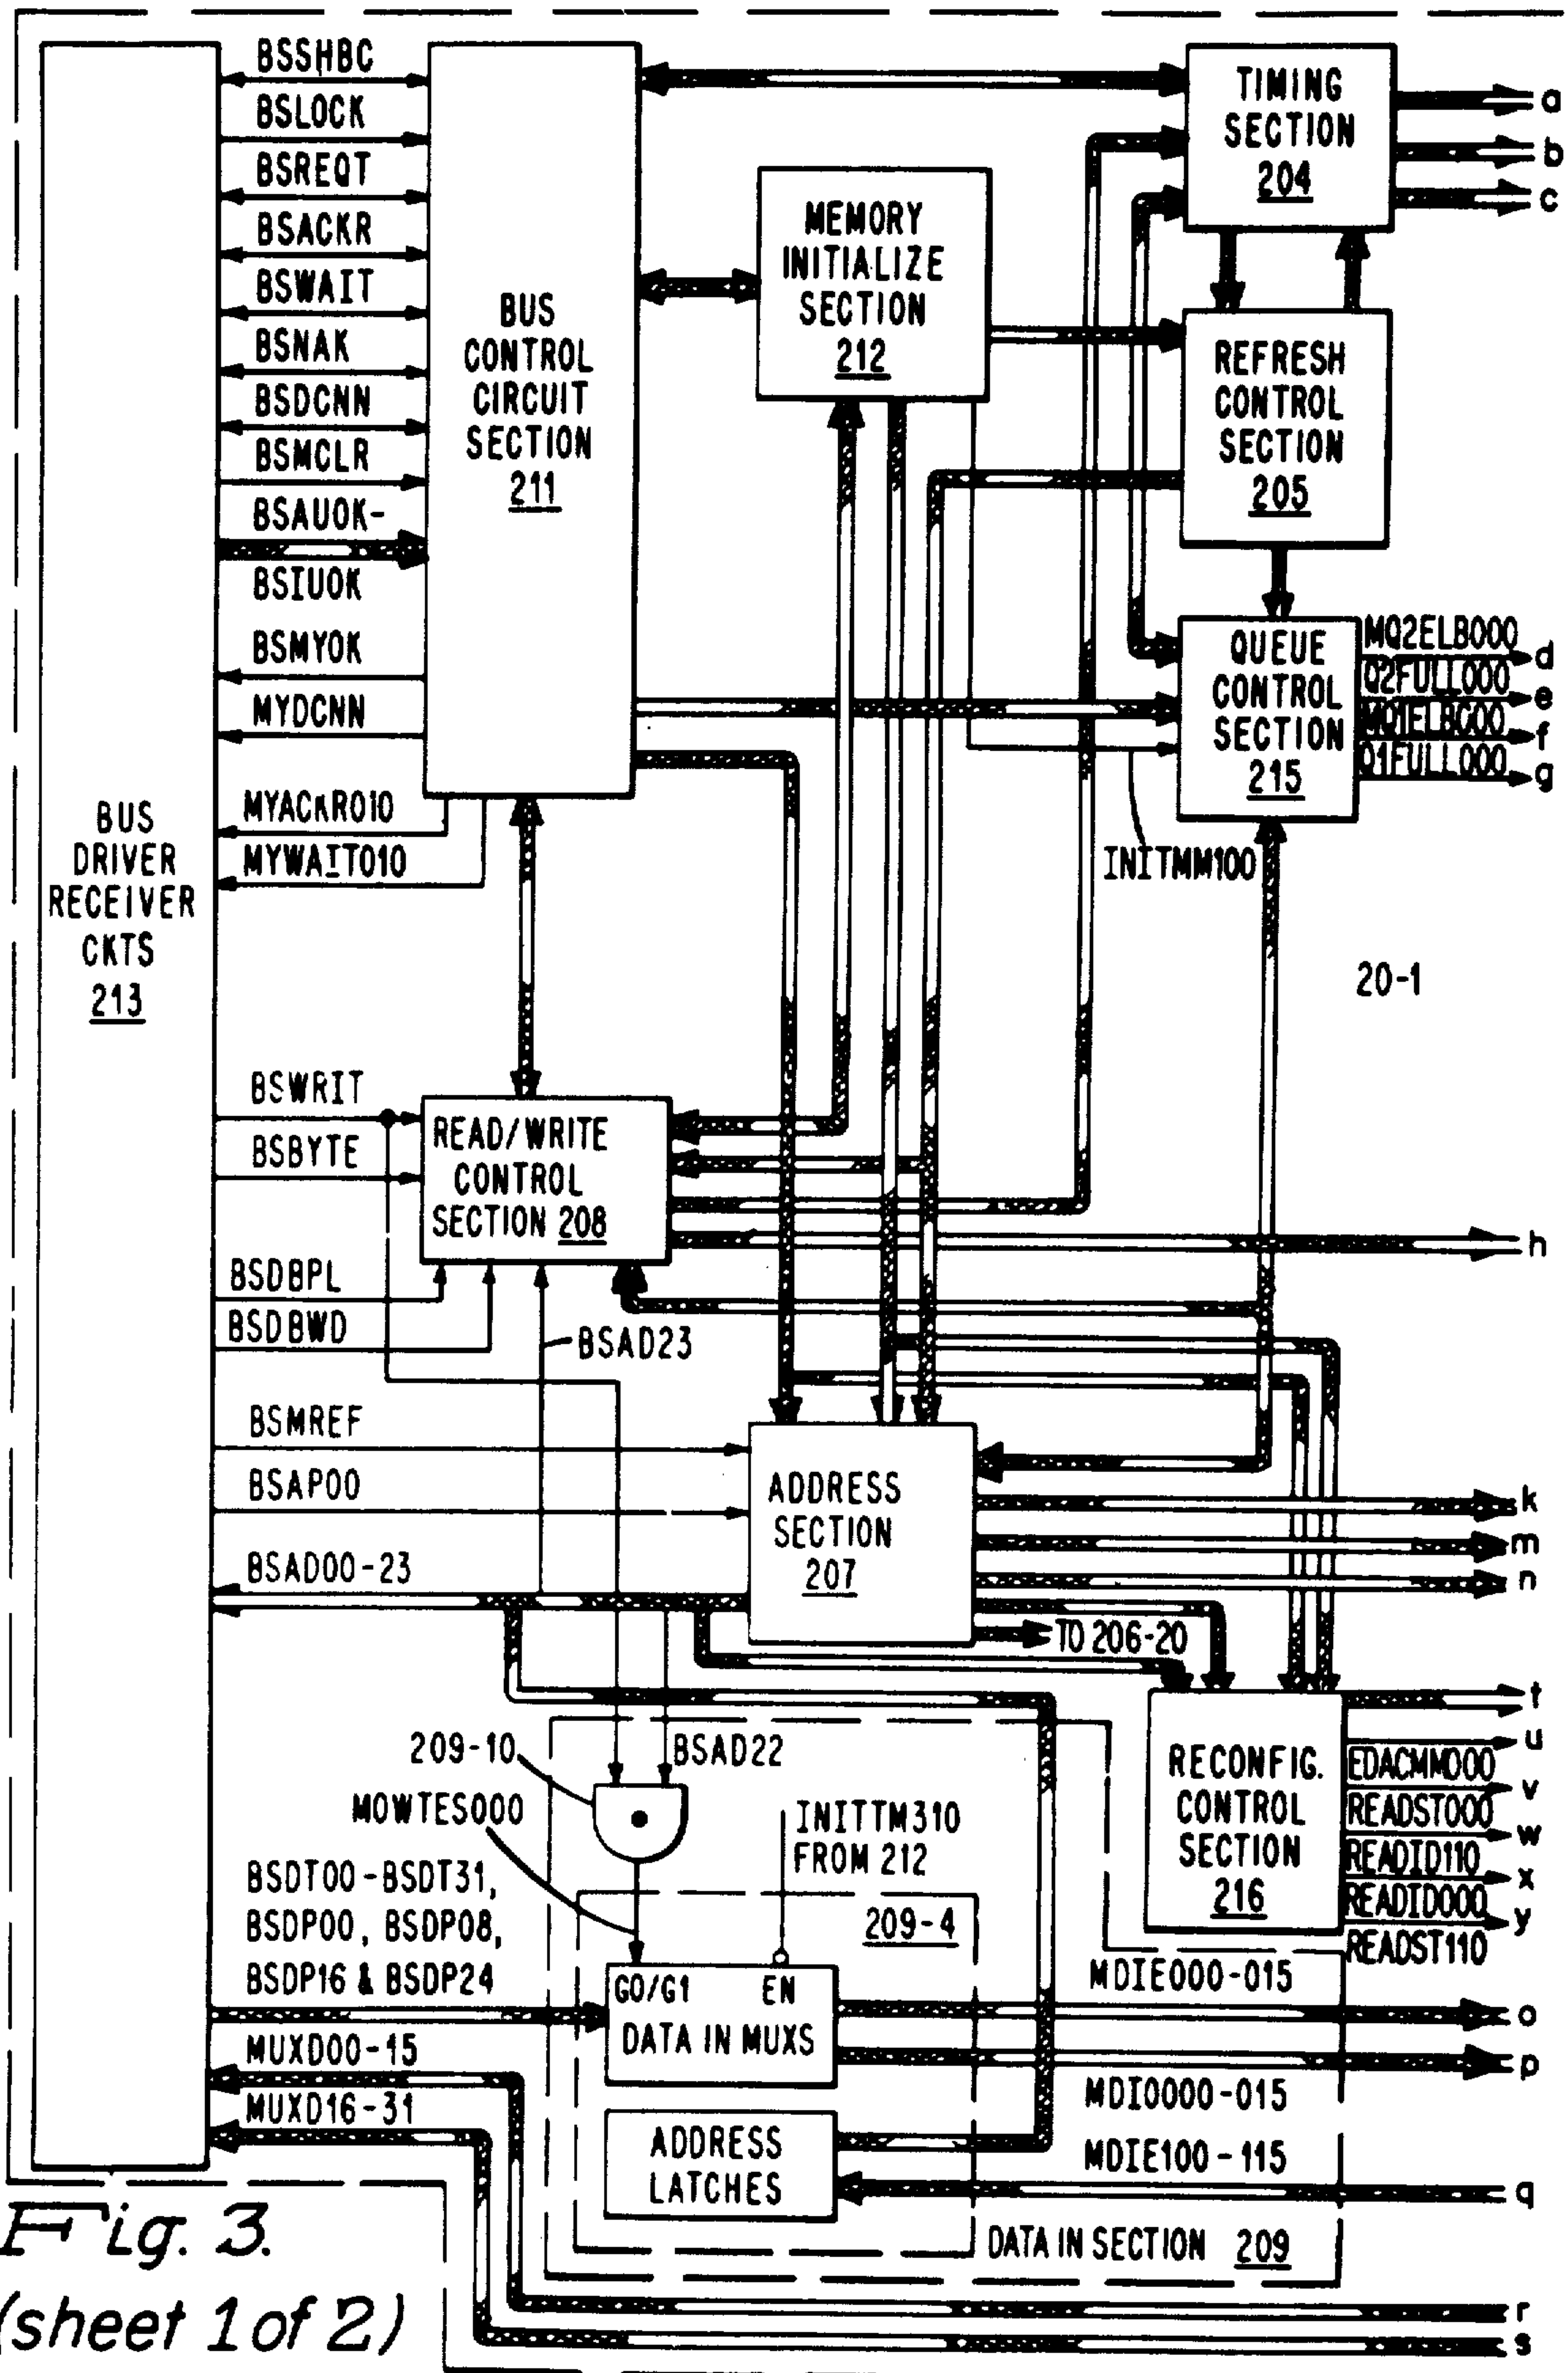 BSSHBC
BSLOCK
BSREQT
BSACKR
BSWAIT
BSNAK
BSDCNN
BSMCLR
BSAUOK-
BSIUOK
BSMYOK
MYDCNN
MYACKR010
MYWAIT010
BUS
DRIVER
RECEIVER
CKTS
213
BUS
CONTROL
CIRCUIT
SECTION
211
MEMORY
INITIALIZE
SECTION
212
TIMING
SECTION
204
a
b
c
REFRESH
CONTROL
SECTION
205
QUEUE
CONTROL
SECTION
215
MQ2ELB000
d
Q2FULL000
e
MQ1ELB000
f
Q1FULL000
g
INITMM100
20-1
BSWRIT
BSBYTE
READ/WRITE
CONTROL
SECTION 208
h
BSDBPL
BSDBWD
BSAD23
BSMREF
BSAP00
BSAD00-23
ADDRESS
SECTION
207
k
m
n
TO 206-20
209-10
BSAD22
MOWTES000
INITTM310
FROM 212
RECONFIG.
CONTROL
SECTION
216
t
u
EDACMM000
v
READST000
w
READID110
x
READID000
y
READST110
BSDT00-BSDT31,
BSDP00, BSDP08,
BSDP16 & BSDP24
209-4
G0/G1 EN
DATA IN MUXS
MDIE000-015
o
p
MUXD00-15
MUXD16-31
MDIO000-015
ADDRESS
LATCHES
MDIE100-115
q
DATA IN SECTION 209
r
s
Fig. 3.
(sheet 1 of 2)